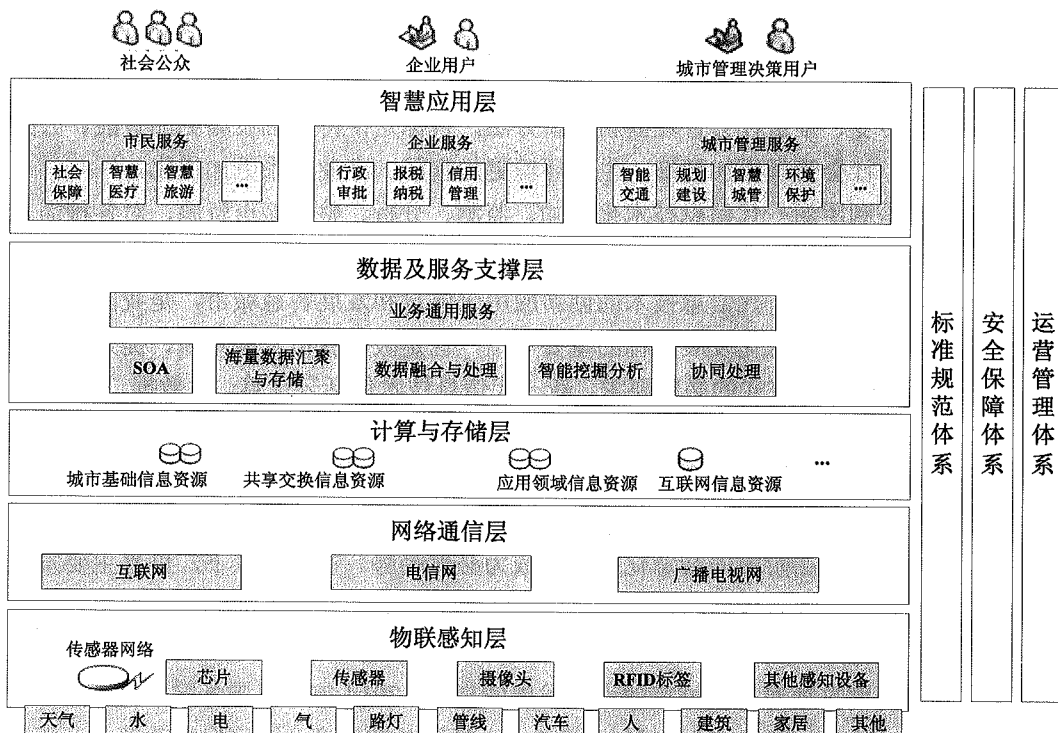 社会公众
企业用户
城市管理决策用户
智慧应用层
市民服务
社会
保障
智慧
医疗
智慧
旅游
...
企业服务
行政
审批
报税
纳税
信用
管理
...
城市管理服务
智能
交通
规划
建设
智慧
城管
环境
保护
...
数据及服务支撑层
业务通用服务
SOA
海量数据汇聚
与存储
数据融合与处理
智能挖掘分析
协同处理
计算与存储层
城市基础信息资源
共享交换信息资源
应用领域信息资源
互联网信息资源
...
网络通信层
互联网
电信网
广播电视网
物联感知层
传感器网络
芯片
传感器
摄像头
RFID标签
其他感知设备
天气
水
电
气
路灯
管线
汽车
人
建筑
家居
其他
标准规范体系
安全保障体系
运营管理体系